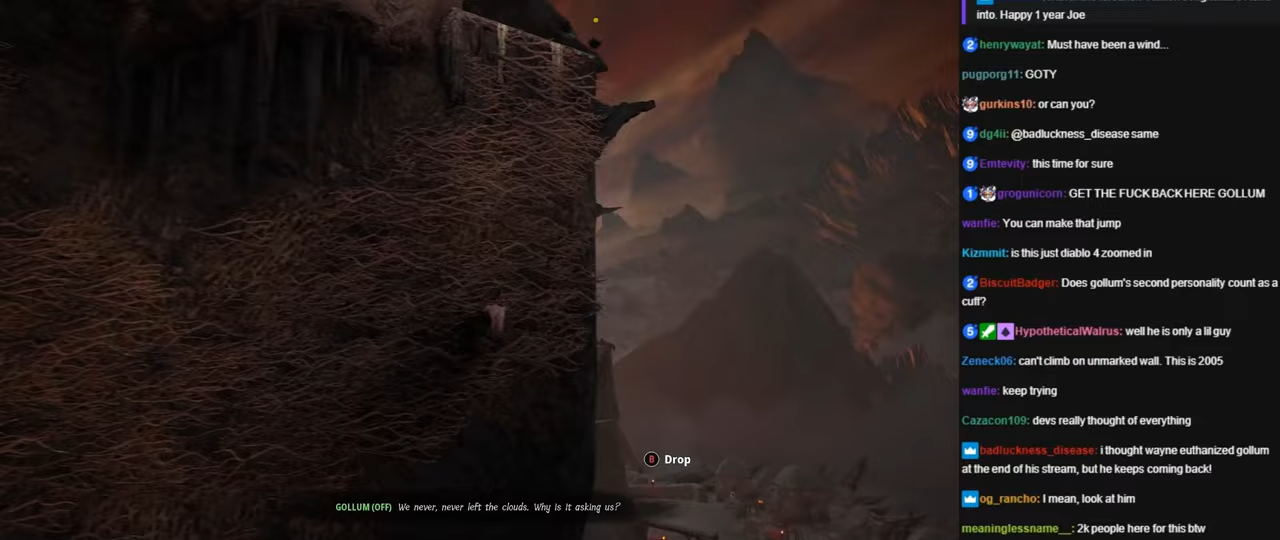 into. Happy 1 year Joe
henrywayat: Must have been a wind...
pugporg11: GOTY
gurkins10: or can you?
dg4ii: @badluckness_disease same
Emtevity: this time for sure
grogunicorn: GET THE FUCK BACK HERE GOLLUM
wanfie: You can make that jump
Kizmmit: is this just diablo 4 zoomed in
BiscuitBadger: Does gollum's second personality count as a
cuff?
HypotheticalWalrus: well he is only a lil guy
Zeneck06: can't climb on unmarked wall. This is 2005
wanfie: keep trying
Cazacon109: devs really thought of everything
badluckness_disease: i thought wayne euthanized gollum
at the end of his stream, but he keeps coming back!
og_rancho: I mean, look at him
meaninglessname__: 2k people here for this btw
B Drop
GOLLUM (OFF) We never, never left the clouds. Why is it asking us?